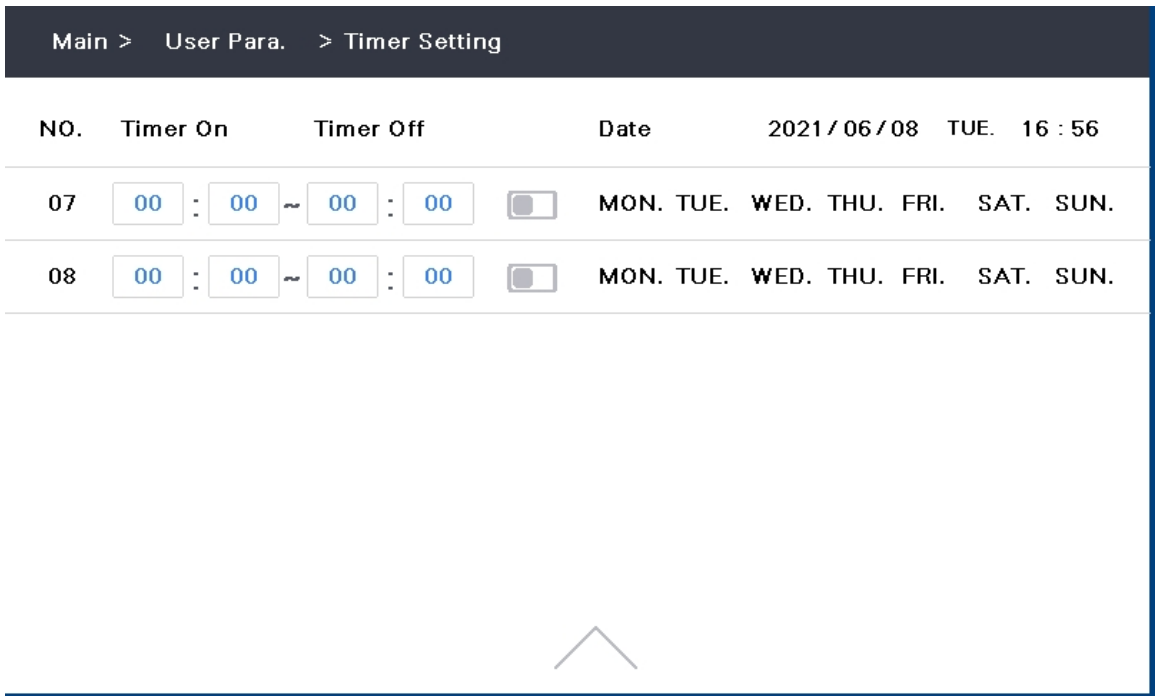 Main > User Para. > Timer Setting
NO. Timer On Timer Off Date 2021/06/08 TUE. 16 : 56
07 00 : 00 ~ 00 : 00 MON. TUE. WED. THU. FRI. SAT. SUN.
08 00 : 00 ~ 00 : 00 MON. TUE. WED. THU. FRI. SAT. SUN.